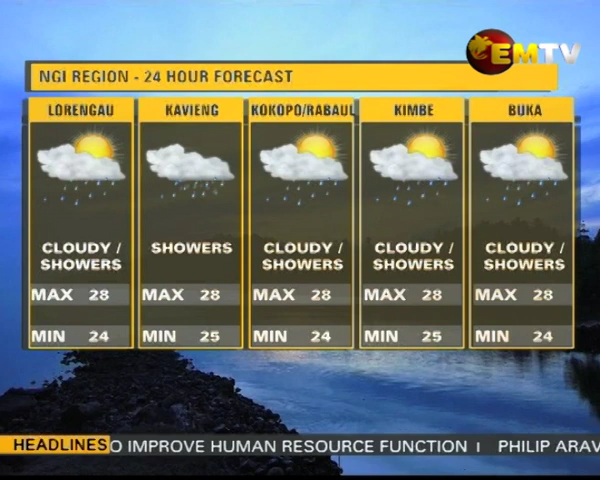 EMTV
NGI REGION - 24 HOUR FORECAST
LORENGAU
CLOUDY /
SHOWERS
MAX 28
MIN 24
KAVIENG
SHOWERS
MAX 28
MIN 25
KOKOPO/RABAUL
CLOUDY /
SHOWERS
MAX 28
MIN 24
KIMBE
CLOUDY /
SHOWERS
MAX 28
MIN 25
BUKA
CLOUDY /
SHOWERS
MAX 28
MIN 24
HEADLINES O IMPROVE HUMAN RESOURCE FUNCTION | PHILIP ARAV